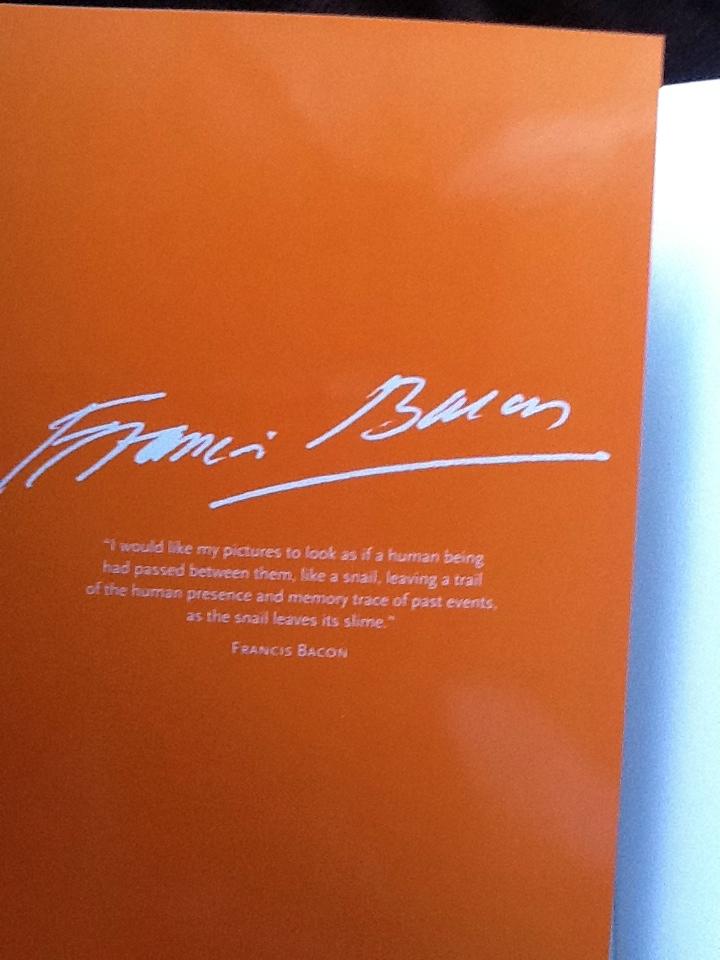 Francis Bacon
"I would like my pictures to look as if a human being
had passed between them, like a snail, leaving a trail
of the human presence and memory trace of past events,
as the snail leaves its slime."
FRANCIS BACON